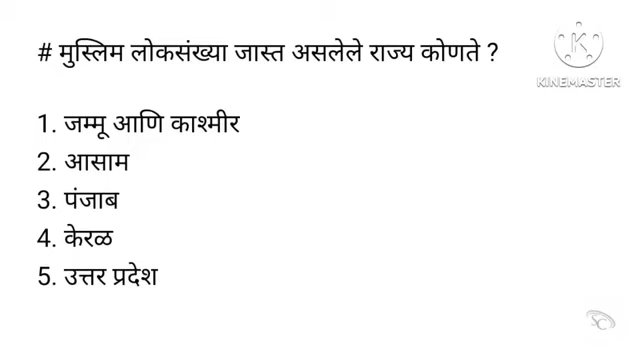 # मुस्लिम लोकसंख्या जास्त असलेले राज्य कोणते ?
KINEMASTER
1. जम्मू आणि काश्मीर
2. आसाम
3. पंजाब
4. केरळ
5. उत्तर प्रदेश